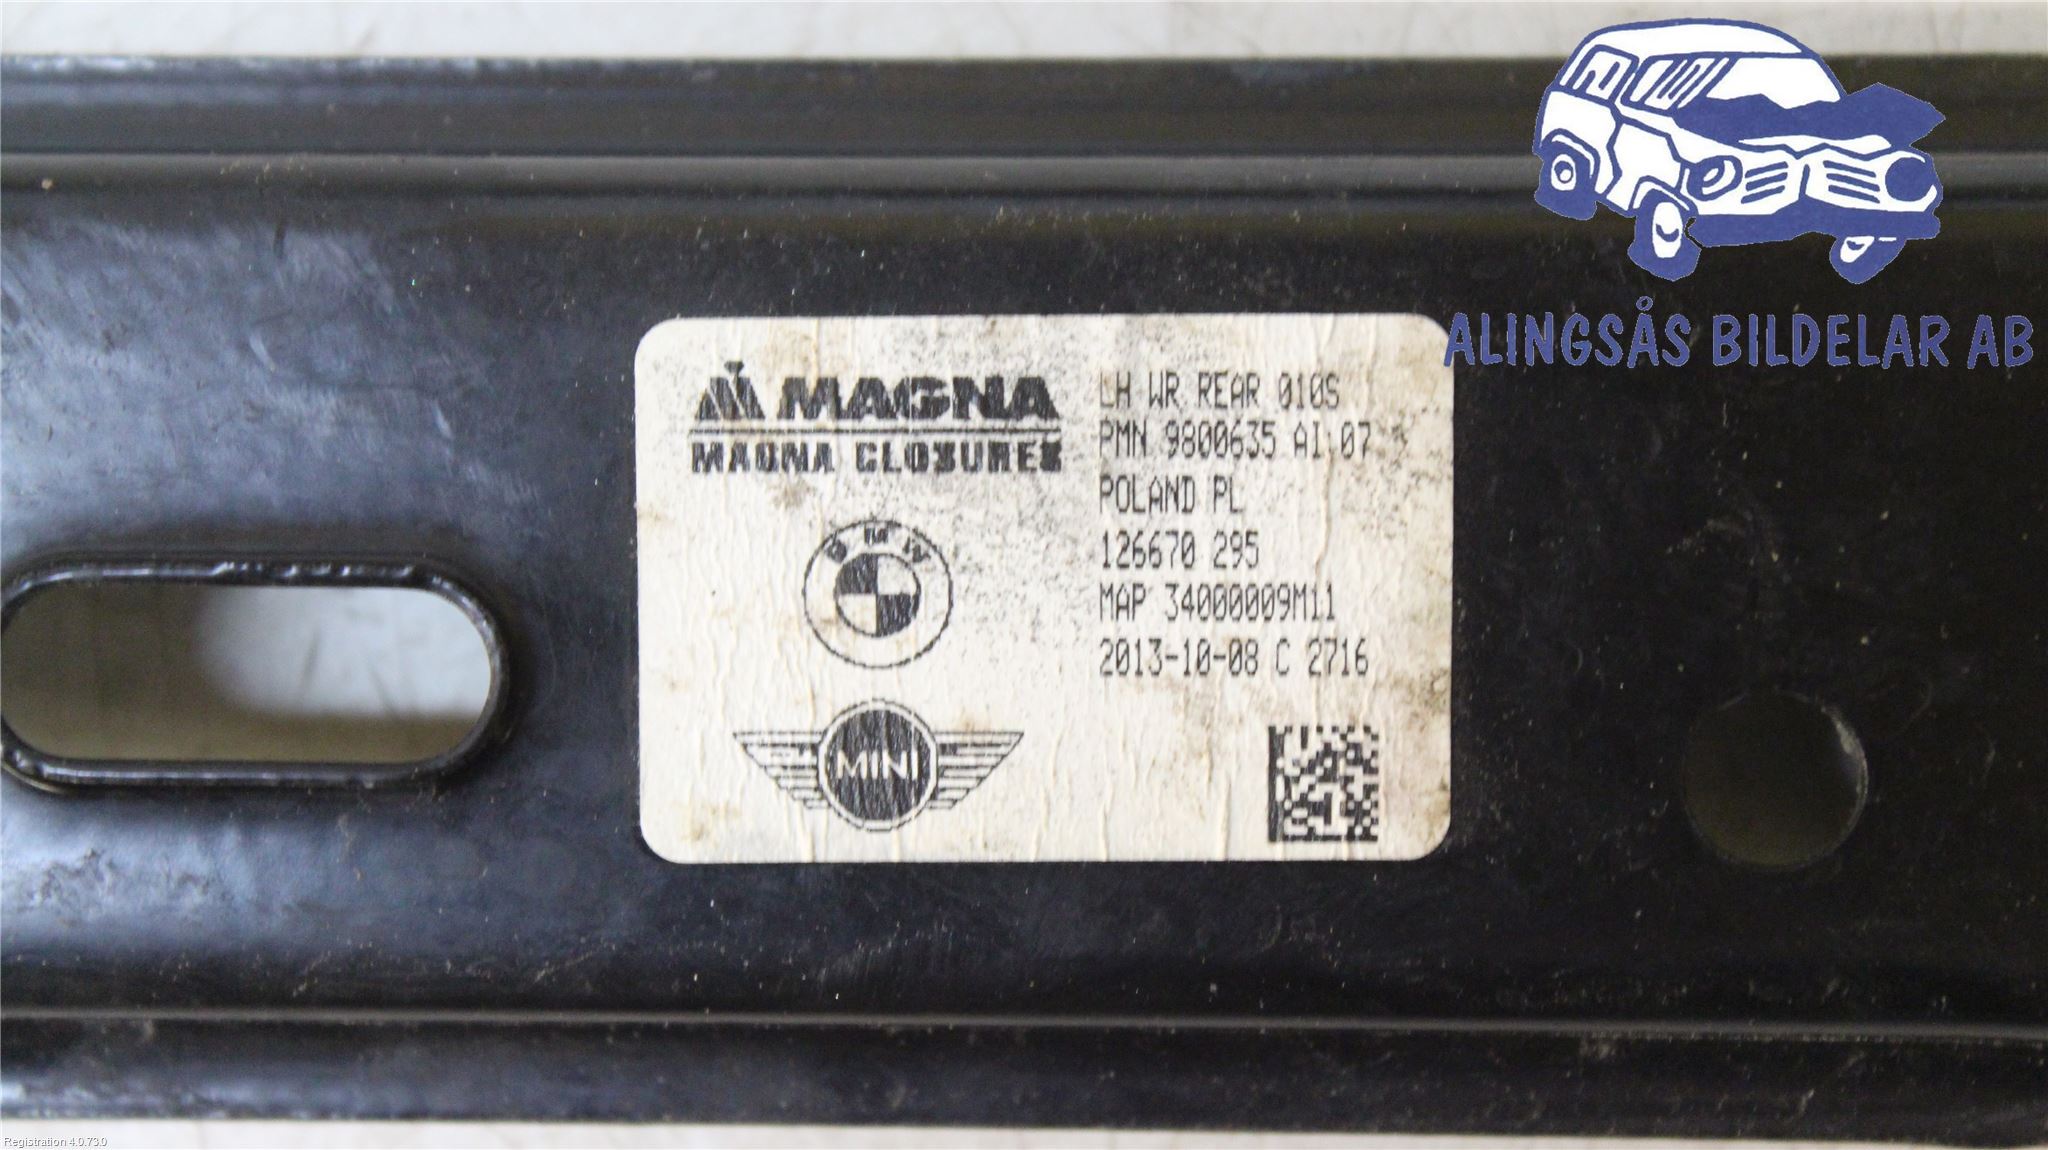 ALINGSÅS BILDELAR AB
MAGNA
MAGNA CLOSURES
BMW
MINI
LH WR REAR 010S
PMN 9800635 AI:07
POLAND PL
126670 295
MAP 34000009M11
2013-10-08 C 2716
Registration 4.0.73.0